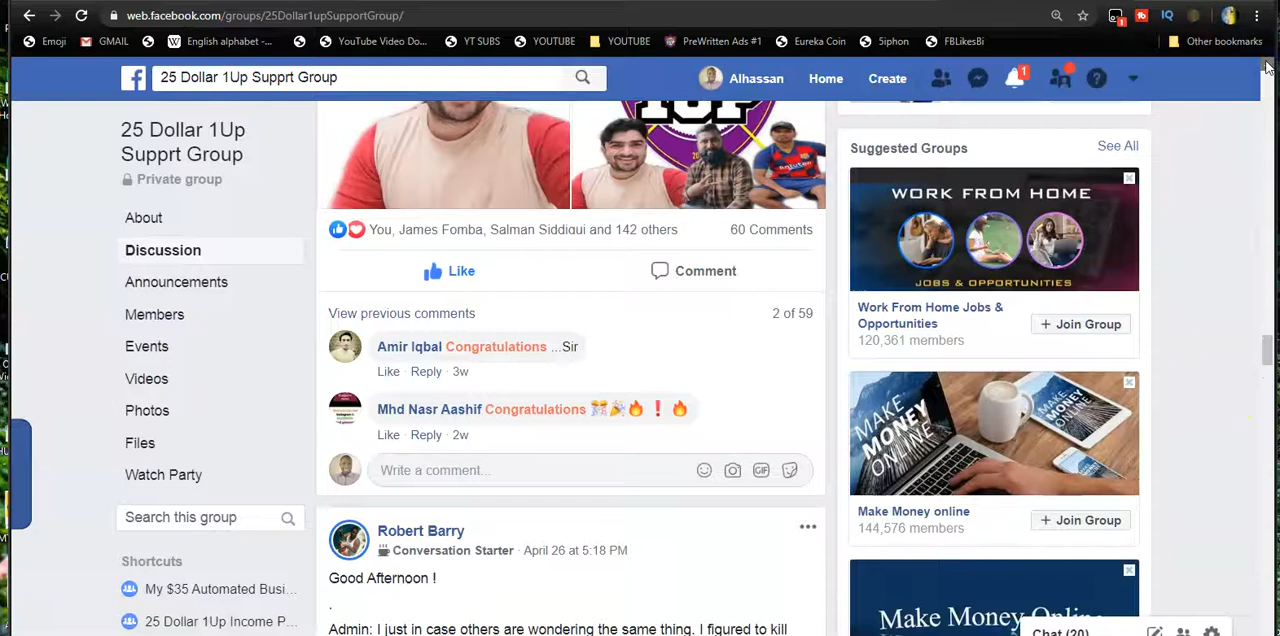 web.facebook.com/groups/25Dollar1upSupportGroup/
Emoji
GMAIL
English alphabet -...
YouTube Video Do...
YT SUBS
YOUTUBE
YOUTUBE
PreWritten Ads #1
Eureka Coin
5iphon
FBLikesBi
Other bookmarks
25 Dollar 1Up Supprt Group
Alhassan
Home
Create
1
25 Dollar 1Up
Supprt Group
Private group
About
Discussion
Announcements
Members
Events
Videos
Photos
Files
Watch Party
Search this group
Shortcuts
My $35 Automated Busi...
25 Dollar 1Up Income P...
You, James Fomba, Salman Siddiqui and 142 others
60 Comments
Like
Comment
View previous comments
2 of 59
Amir Iqbal Congratulations ...Sir
Like · Reply · 3w
Mhd Nasr Aashif Congratulations 🎊🎉🔥❗🔥
Like · Reply · 2w
Write a comment...
GIF
Robert Barry
Conversation Starter · April 26 at 5:18 PM
Good Afternoon !
.
Admin: I just in case others are wondering the same thing. I figured to kill
Suggested Groups
See All
WORK FROM HOME
JOBS & OPPORTUNITIES
Work From Home Jobs &
Opportunities
120,361 members
+ Join Group
MAKE
MONEY
ONLINE
MAKE
MONEY
ONLINE
Make Money online
144,576 members
+ Join Group
Make Money Online
Chat (20)